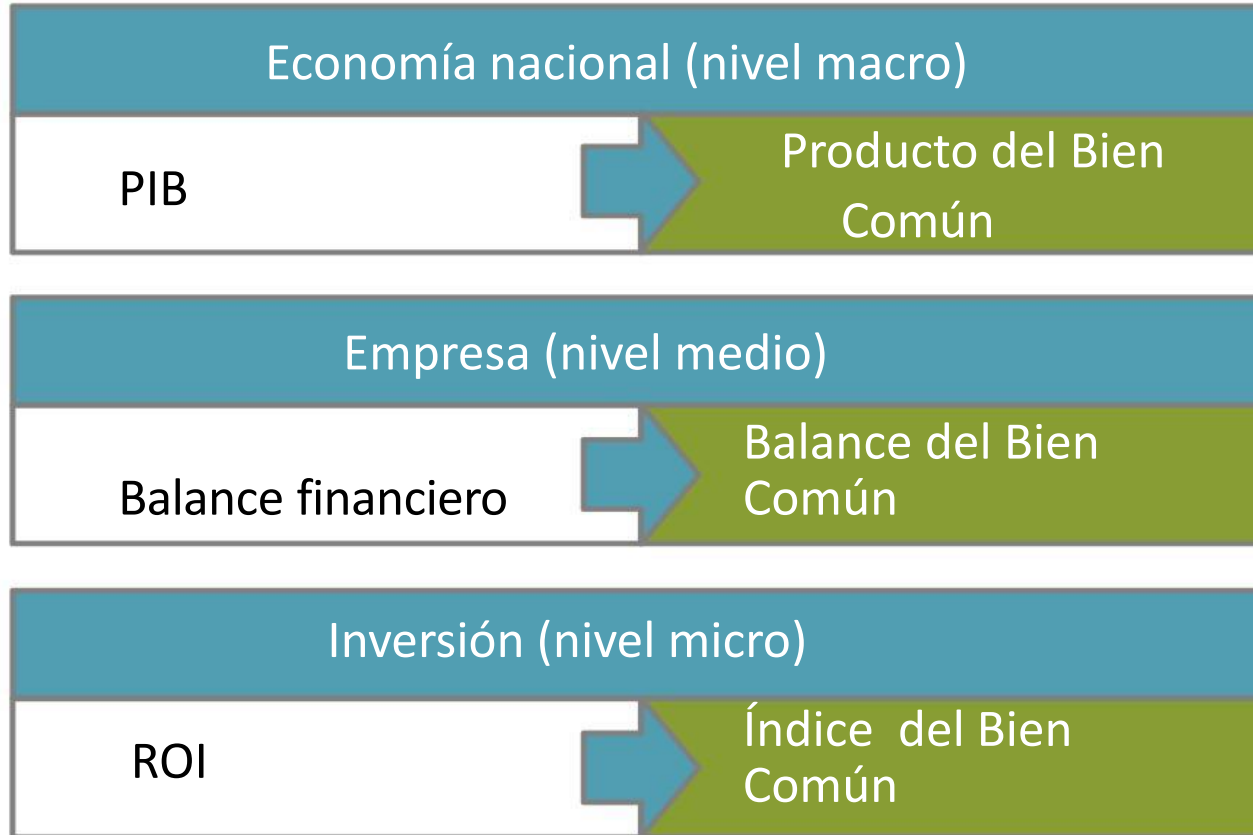 Economía nacional (nivel macro)
PIB
Producto del Bien
Común
Empresa (nivel medio)
Balance financiero
Balance del Bien
Común
Inversión (nivel micro)
ROI
Índice del Bien
Común